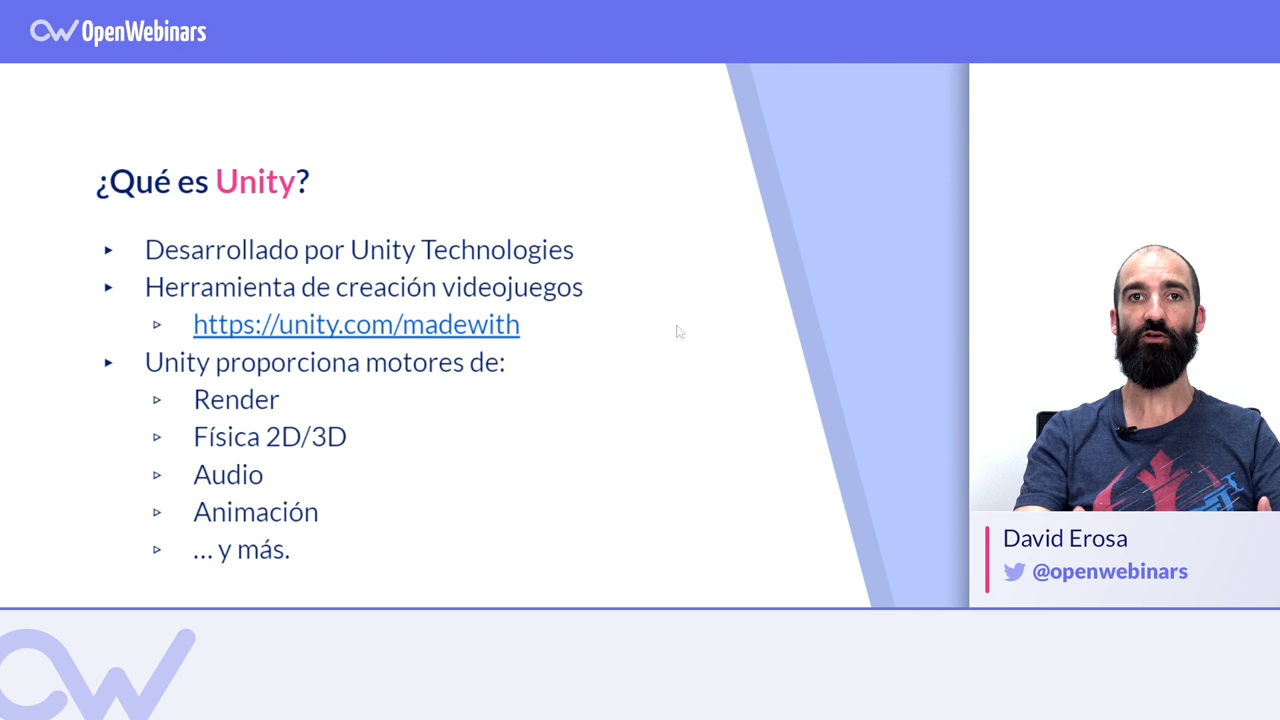 OpenWebinars
¿Qué es Unity?
Desarrollado por Unity Technologies
Herramienta de creación videojuegos
https://unity.com/madewith
Unity proporciona motores de:
Render
Física 2D/3D
Audio
Animación
... y más.
David Erosa
@openwebinars